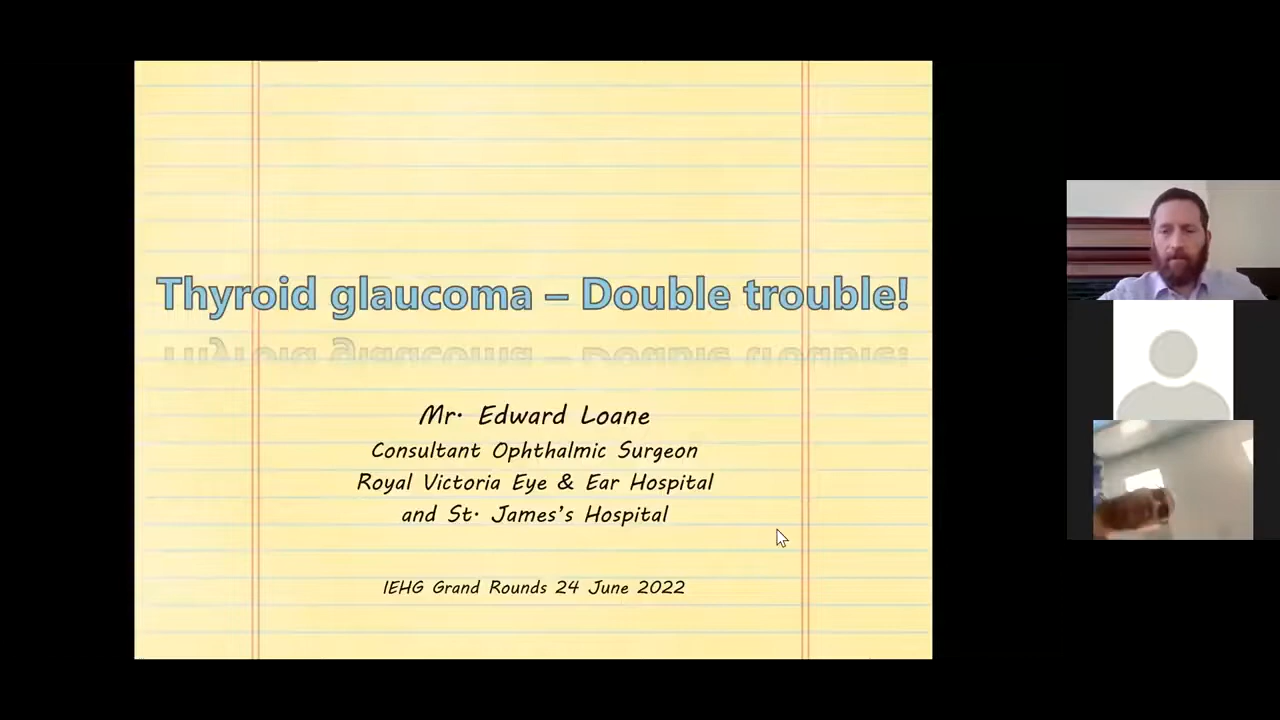 Thyroid glaucoma – Double trouble!
Mr. Edward Loane
Consultant Ophthalmic Surgeon
Royal Victoria Eye & Ear Hospital
and St. James's Hospital
IEHG Grand Rounds 24 June 2022